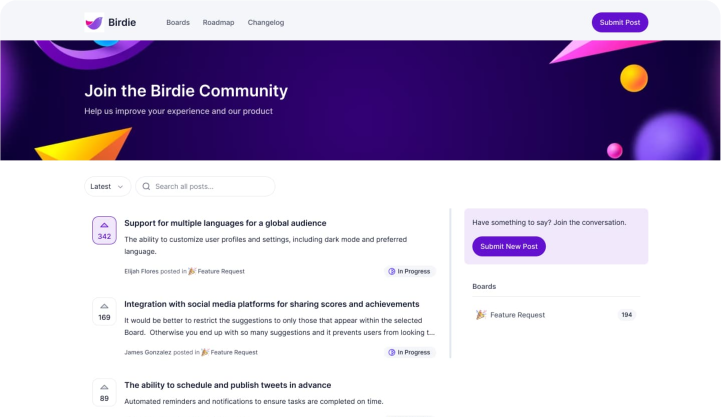 Birdie
Boards
Roadmap
Changelog
Submit Post
Join the Birdie Community
Help us improve your experience and our product
Latest
Search all posts...
342
Support for multiple languages for a global audience
The ability to customize user profiles and settings, including dark mode and preferred
language.
Elijah Flores posted in Feature Request
In Progress
169
Integration with social media platforms for sharing scores and achievements
It would be better to restrict the suggestions to only those that appear within the selected
Board. Otherwise you end up with so many suggestions and it prevents users from looking t...
James Gonzalez posted in Feature Request
In Progress
89
The ability to schedule and publish tweets in advance
Automated reminders and notifications to ensure tasks are completed on time.
Have something to say? Join the conversation.
Submit New Post
Boards
Feature Request
194